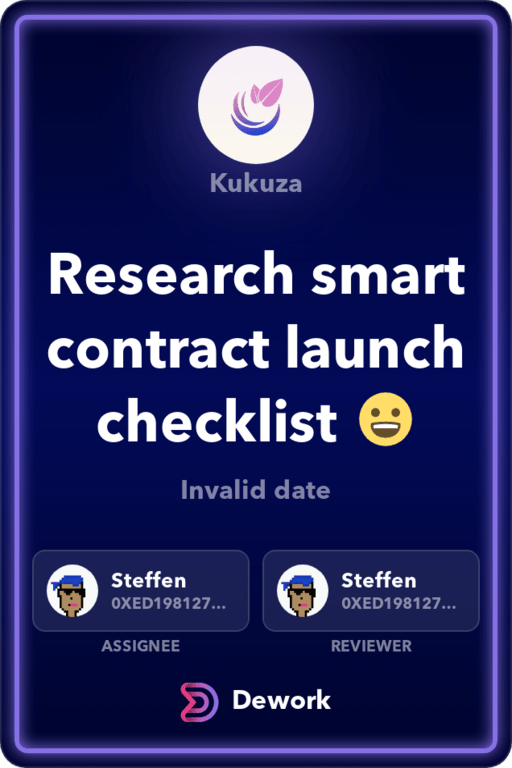 Kukuza
Research smart
contract launch
checklist 😀
Invalid date
Steffen
0XED198127...
Steffen
0XED198127...
ASSIGNEE
REVIEWER
Dework